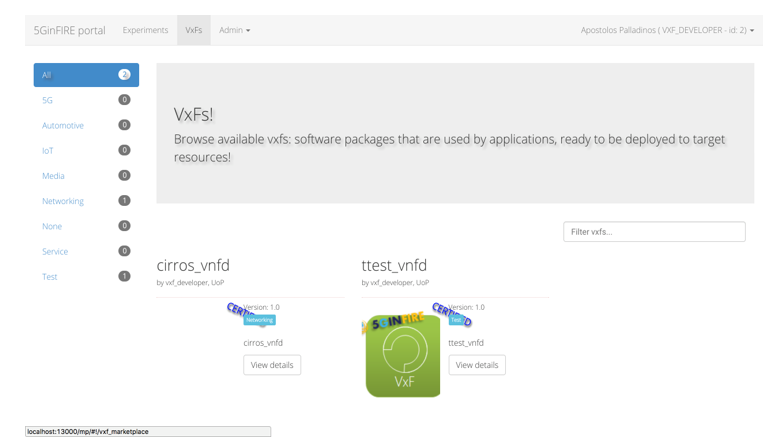 5GinFIRE portal Experiments VxFs Admin Apostolos Palladinos ( VXF_DEVELOPER - id: 2)
All 2
5G 0
Automotive 0
IoT 0
Media 0
Networking 1
None 0
Service 0
Test 1
VxFs!
Browse available vxfs: software packages that are used by applications, ready to be deployed to target
resources!
Filter vxfs...
cirros_vnfd
by vxf_developer, UoP
Version: 1.0
Networking
cirros_vnfd
View details
ttest_vnfd
by vxf_developer, UoP
5GINFIRE
VxF
Version: 1.0
Test
ttest_vnfd
View details
localhost:13000/mp/#!/vxf_marketplace